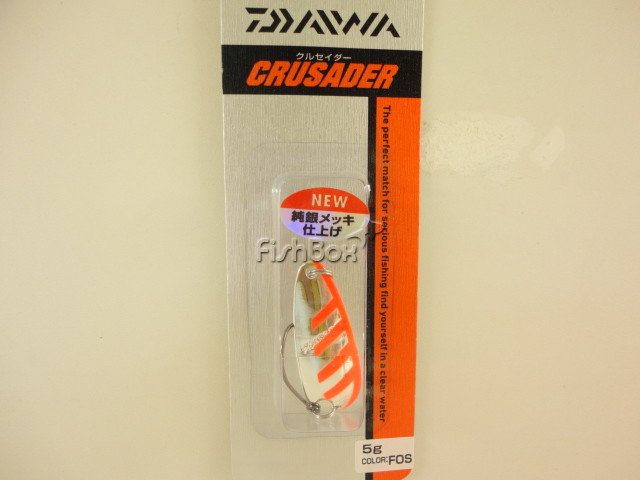 DAIWA
クルセイダー
CRUSADER
The perfect match for serious fishing find yourself in a clear water
NEW
純銀メッキ
仕上げ
FishBox
5g
COLOR:FOS